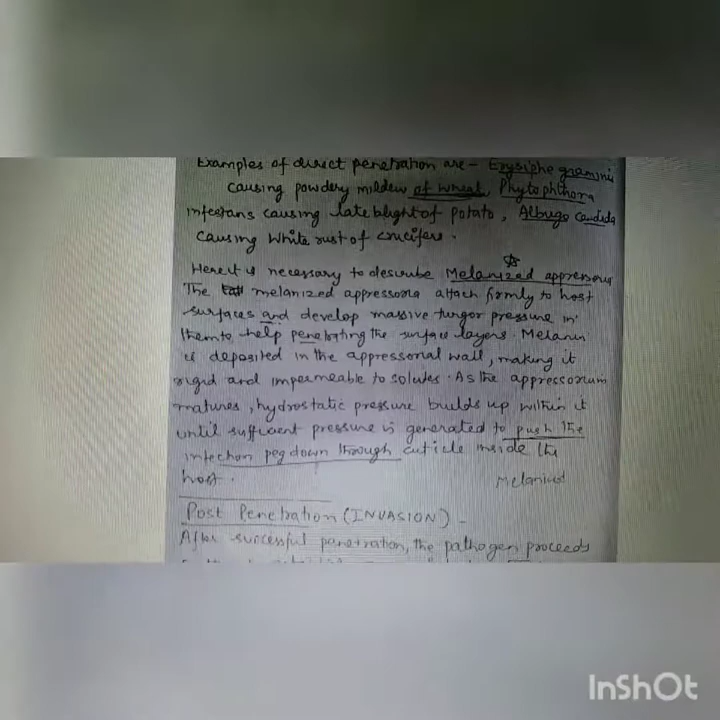 Examples of direct penetration are - Erysiphe graminis
causing powdery mildew of wheat, Phytophthora
infestans causing late blight of potato, Albugo candida
causing White rust of crucifers.
Here it is necessary to describe Melanized appressoria
The melanized appressoria attach firmly to host
surfaces and develop massive turgor pressure in
them to help penetrating the surface layers. Melanin
is deposited in the appressorial wall, making it
rigid and impermeable to solutes. As the appressorium
matures, hydrostatic pressure builds up within it
until sufficient pressure is generated to push the
infection peg down through cuticle inside the
host.
Post Penetration (INVASION) -
After successful penetration, the pathogen proceeds
InShOt